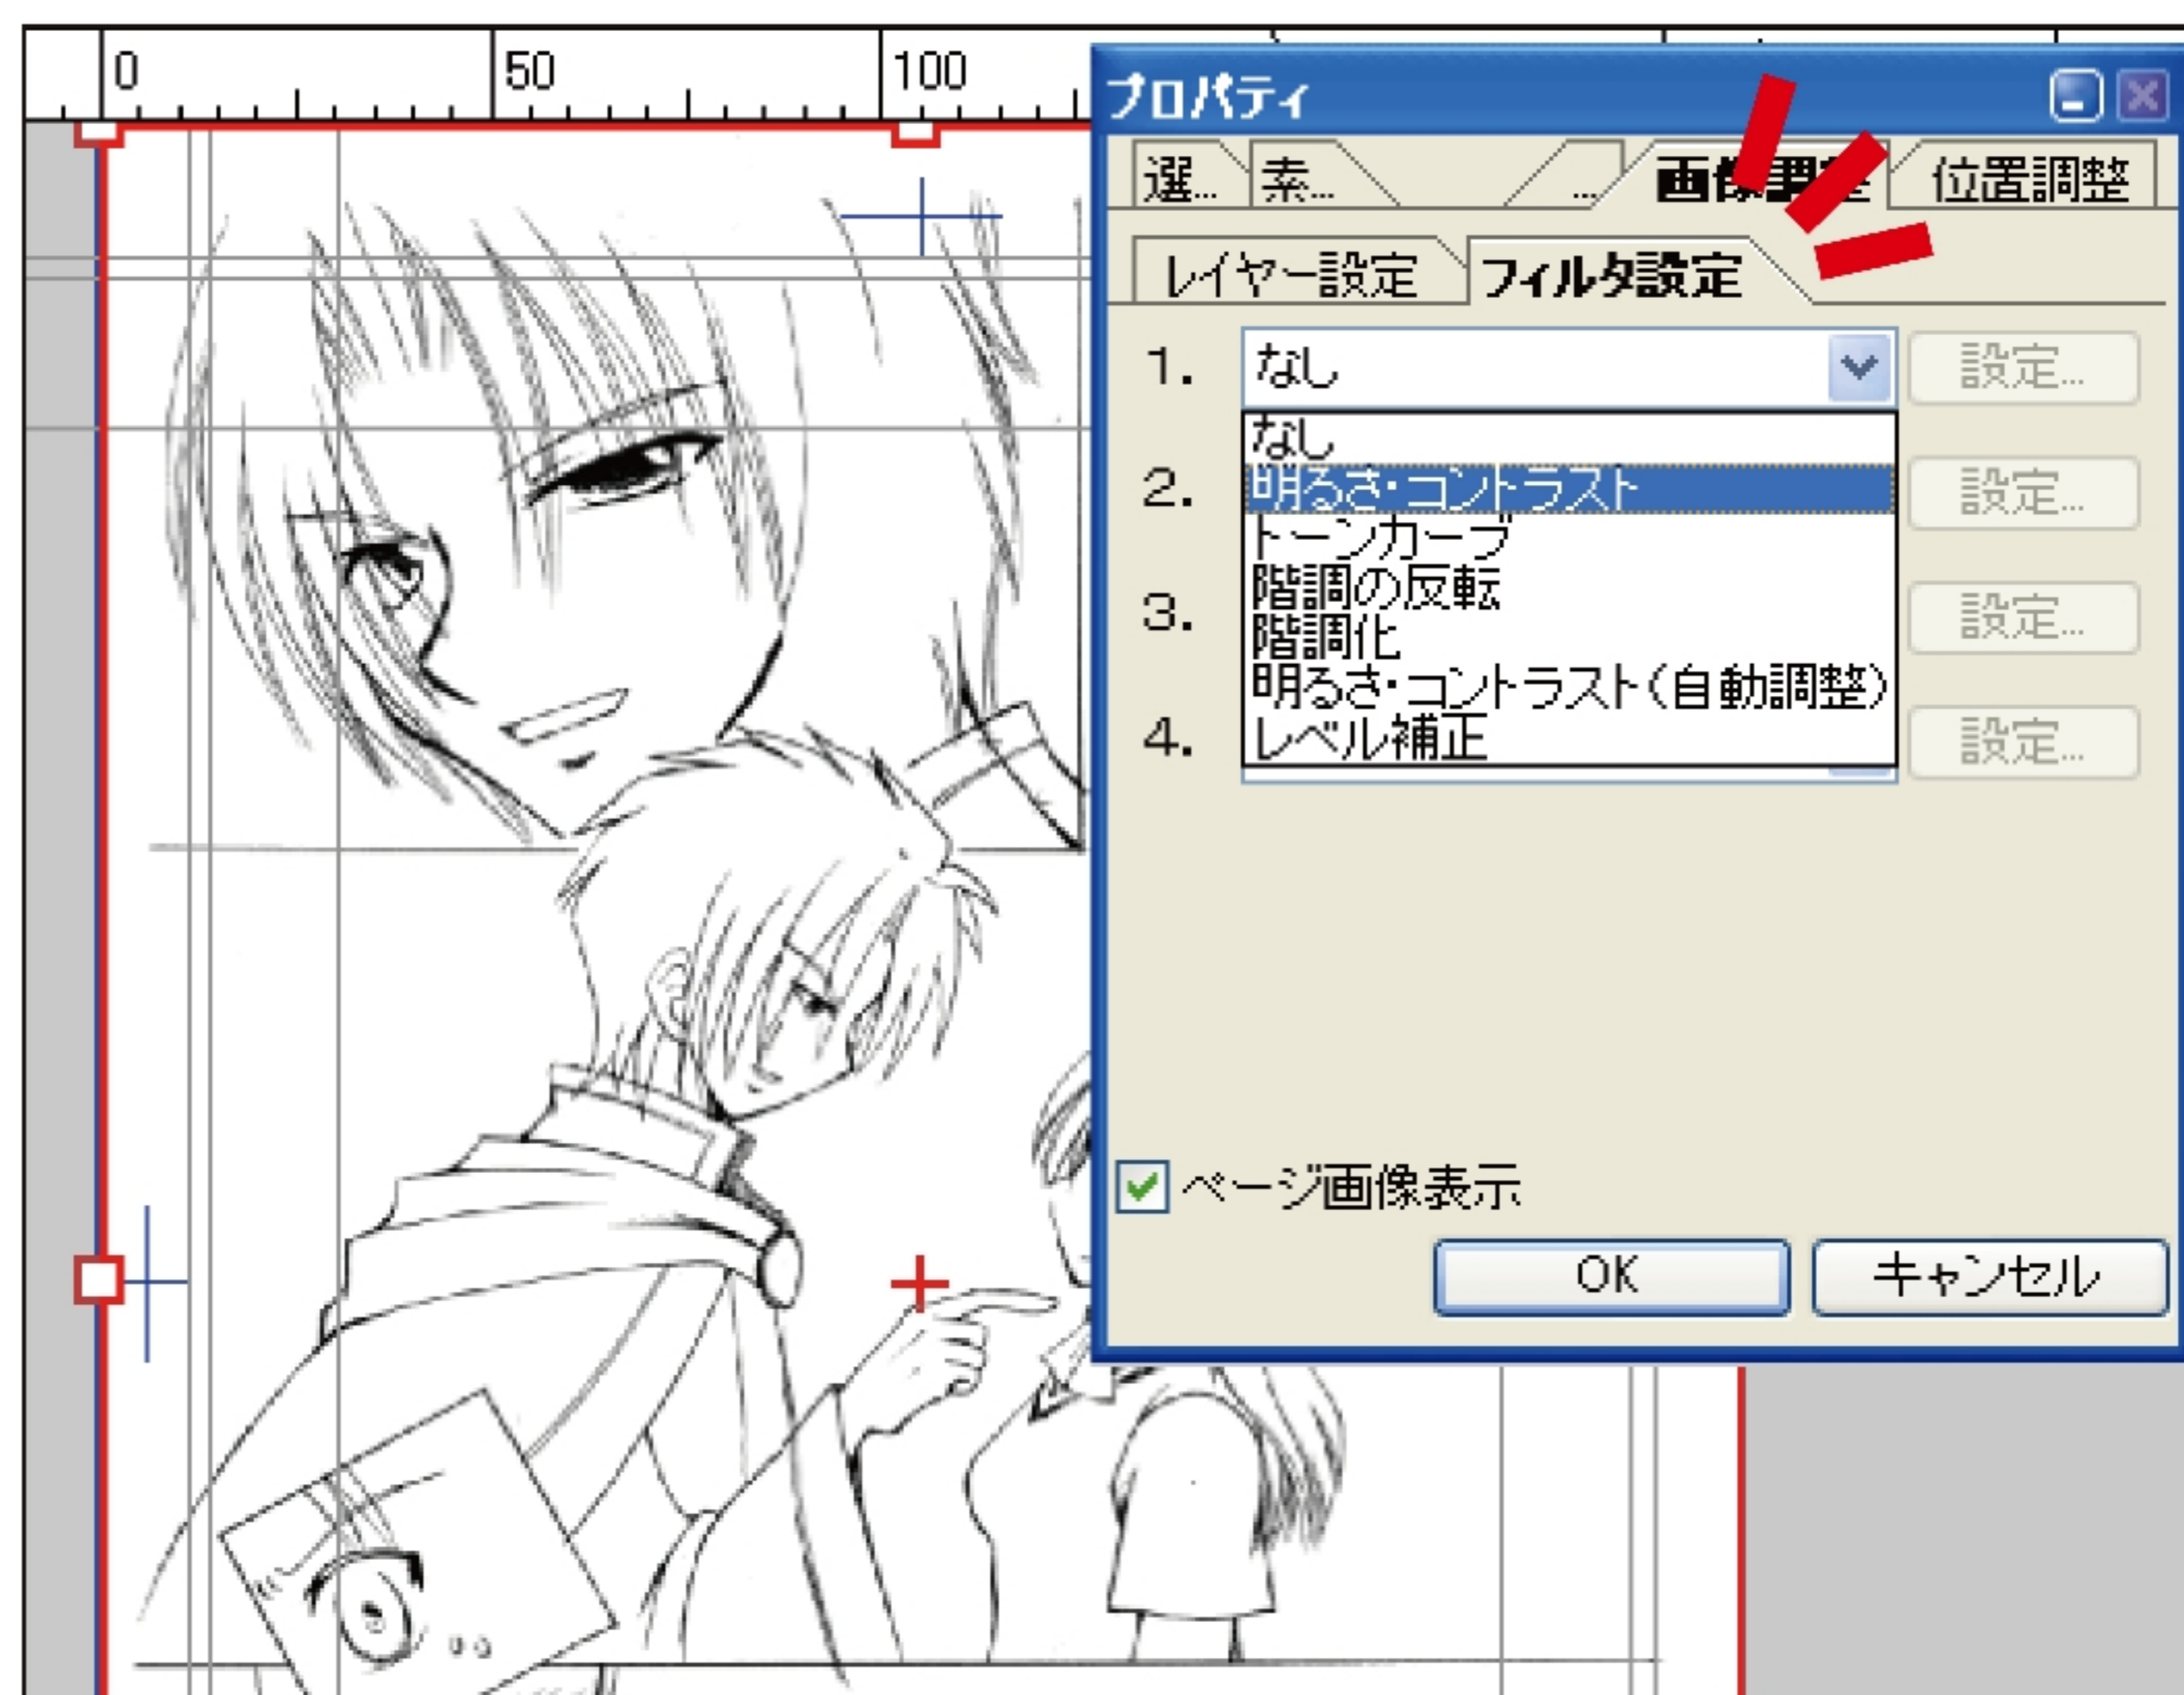 0 50 100
プロパティ
選... 素... ... 画像調整 位置調整
レイヤー設定 フィルタ設定
1. なし 設定...
なし
2. 明るさ・コントラスト 設定...
トーンカーブ
階調の反転
3. 設定...
階調化
明るさ・コントラスト(自動調整)
4. レベル補正 設定...
ページ画像表示
OK キャンセル